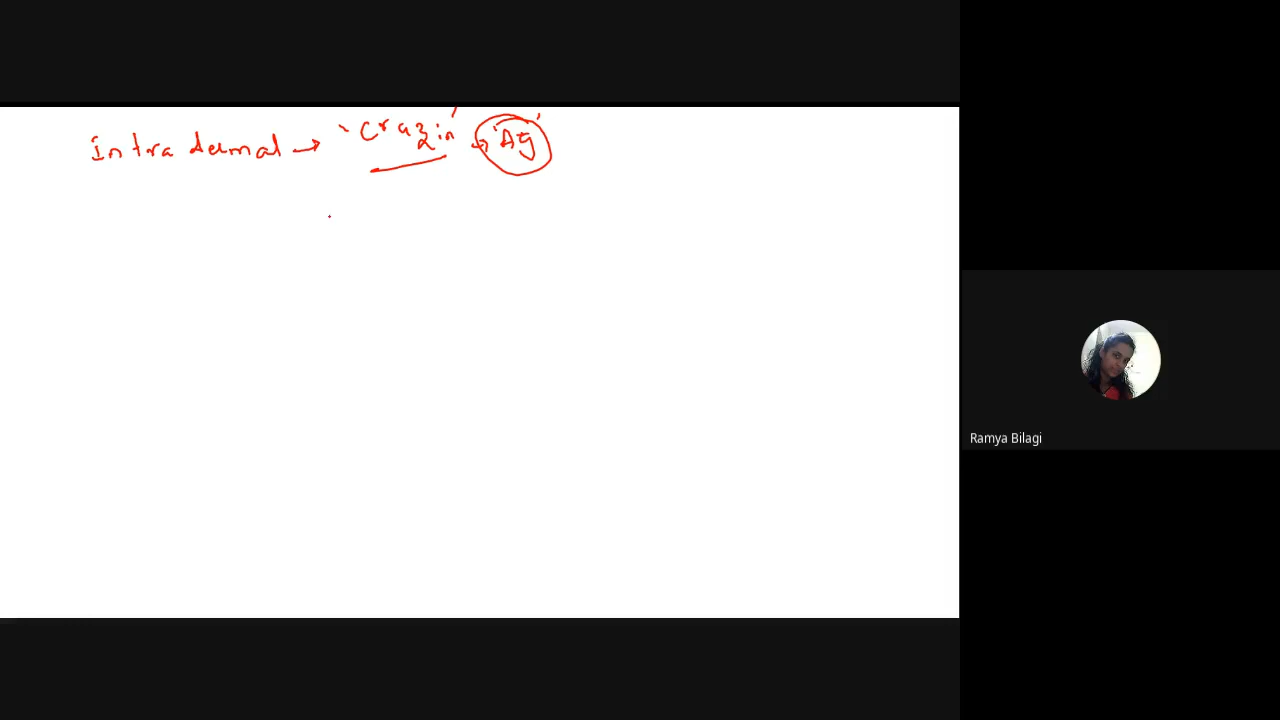 Intra dermal → 'Crazin' → 'Ag'
Ramya Bilagi